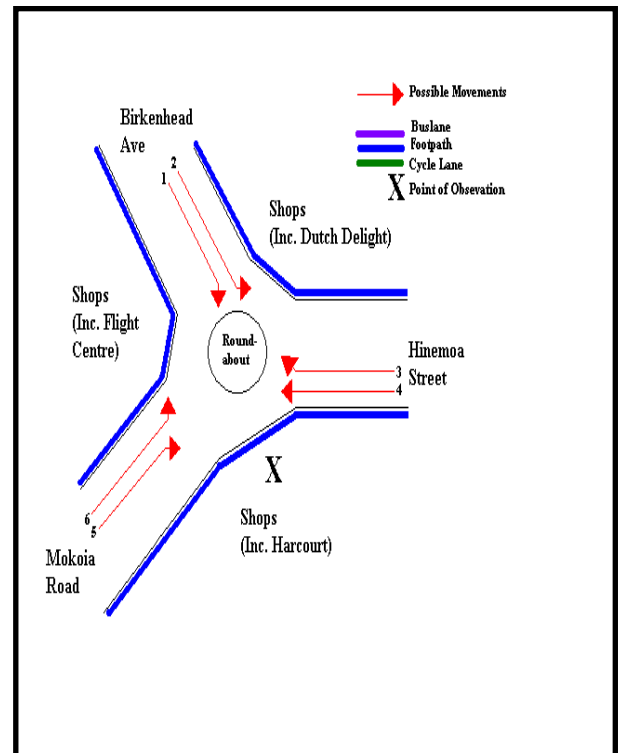 Possible Movements
Buslane
Footpath
Cycle Lane
X Point of Obsevation
Birkenhead
Ave
2
1
Shops
(Inc. Dutch Delight)
Shops
(Inc. Flight
Centre)
Round-
about
Hinemoa
Street
3
4
X
6
5
Shops
(Inc. Harcourt)
Mokoia
Road